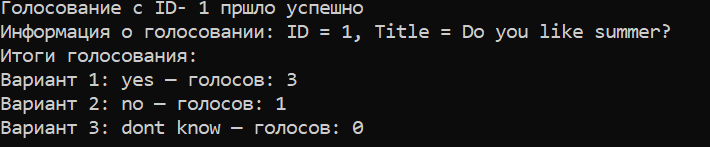 Голосование с ID- 1 пршло успешно
Информация о голосовании: ID = 1, Title = Do you like summer?
Итоги голосования:
Вариант 1: yes — голосов: 3
Вариант 2: no — голосов: 1
Вариант 3: dont know — голосов: 0